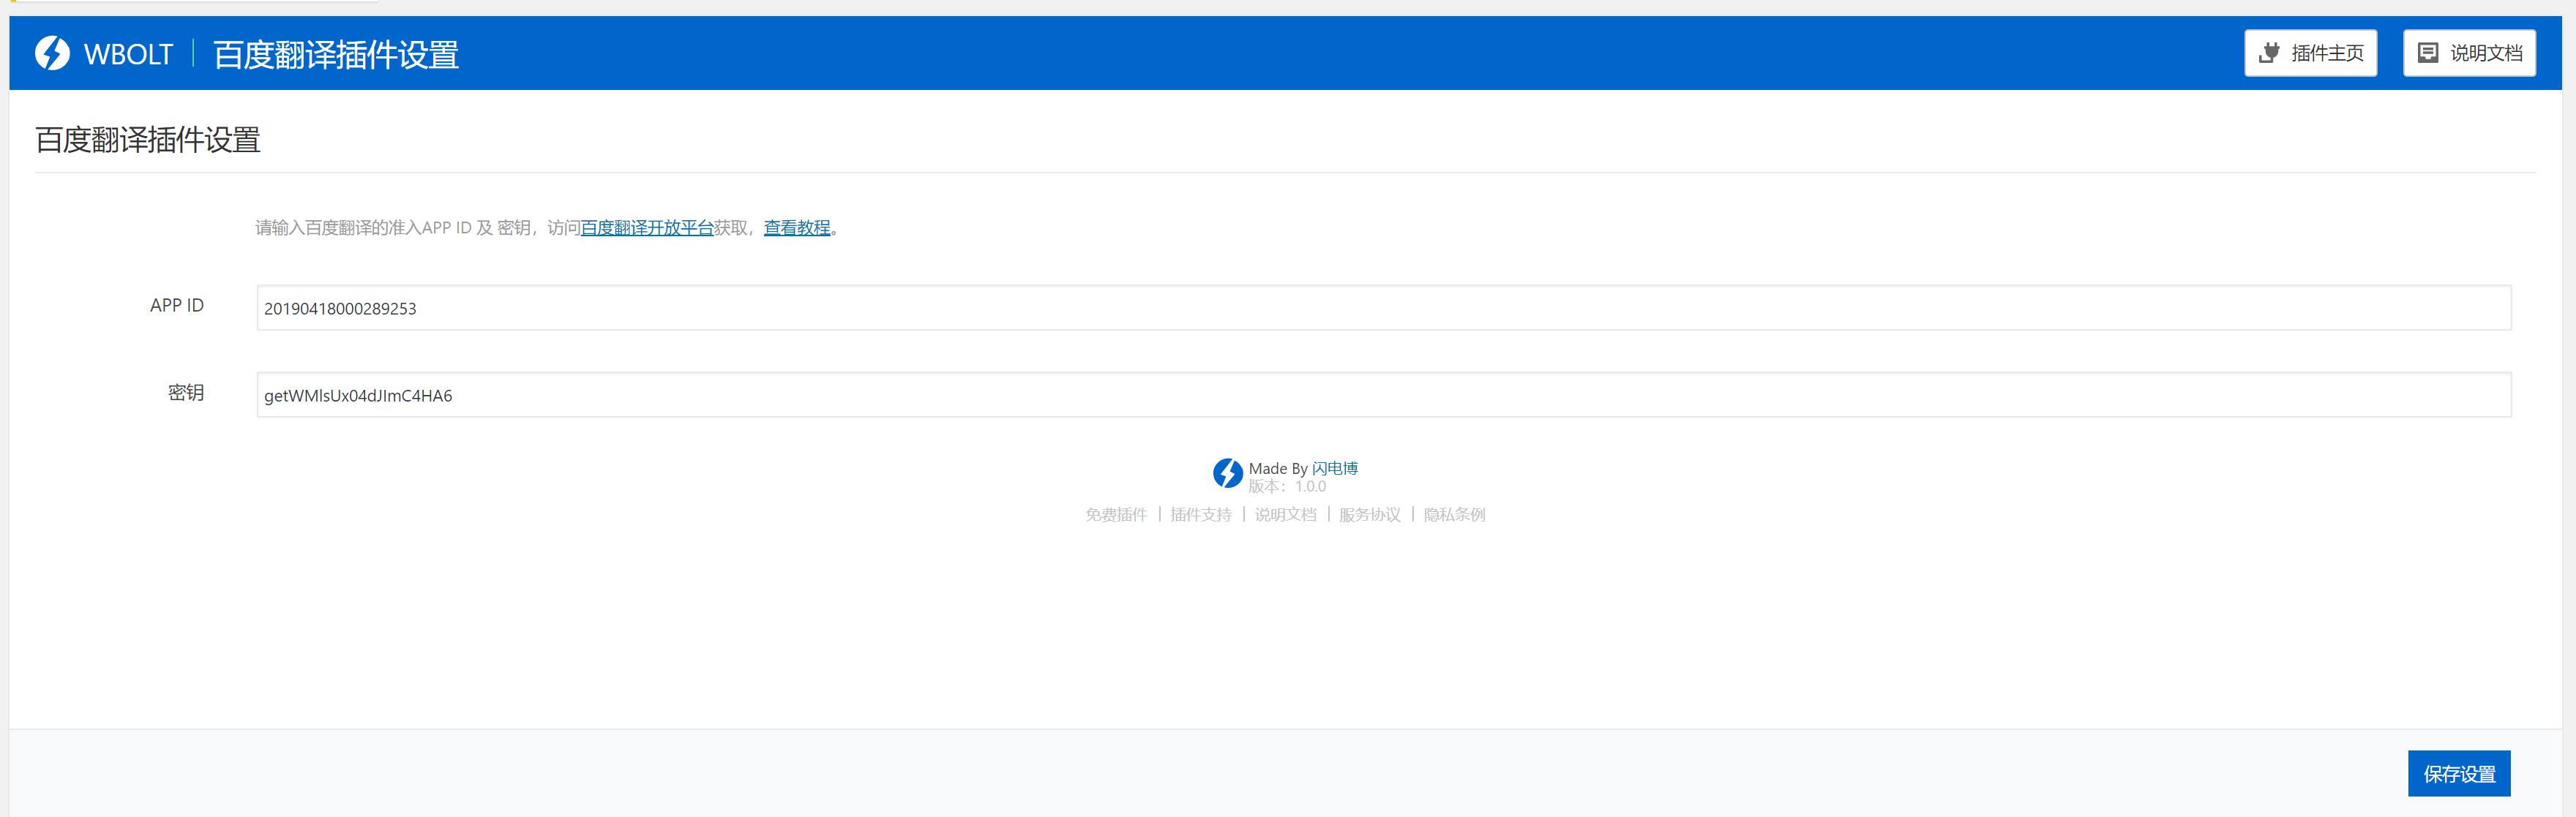 WBOLT 百度翻译插件设置 插件主页 说明文档
百度翻译插件设置
请输入百度翻译的准入APP ID 及 密钥，访问百度翻译开放平台获取，查看教程。
APP ID 20190418000289253
密钥 getWMlsUx04dJImC4HA6
Made By 闪电博
版本：1.0.0
免费插件 | 插件支持 | 说明文档 | 服务协议 | 隐私条例
保存设置